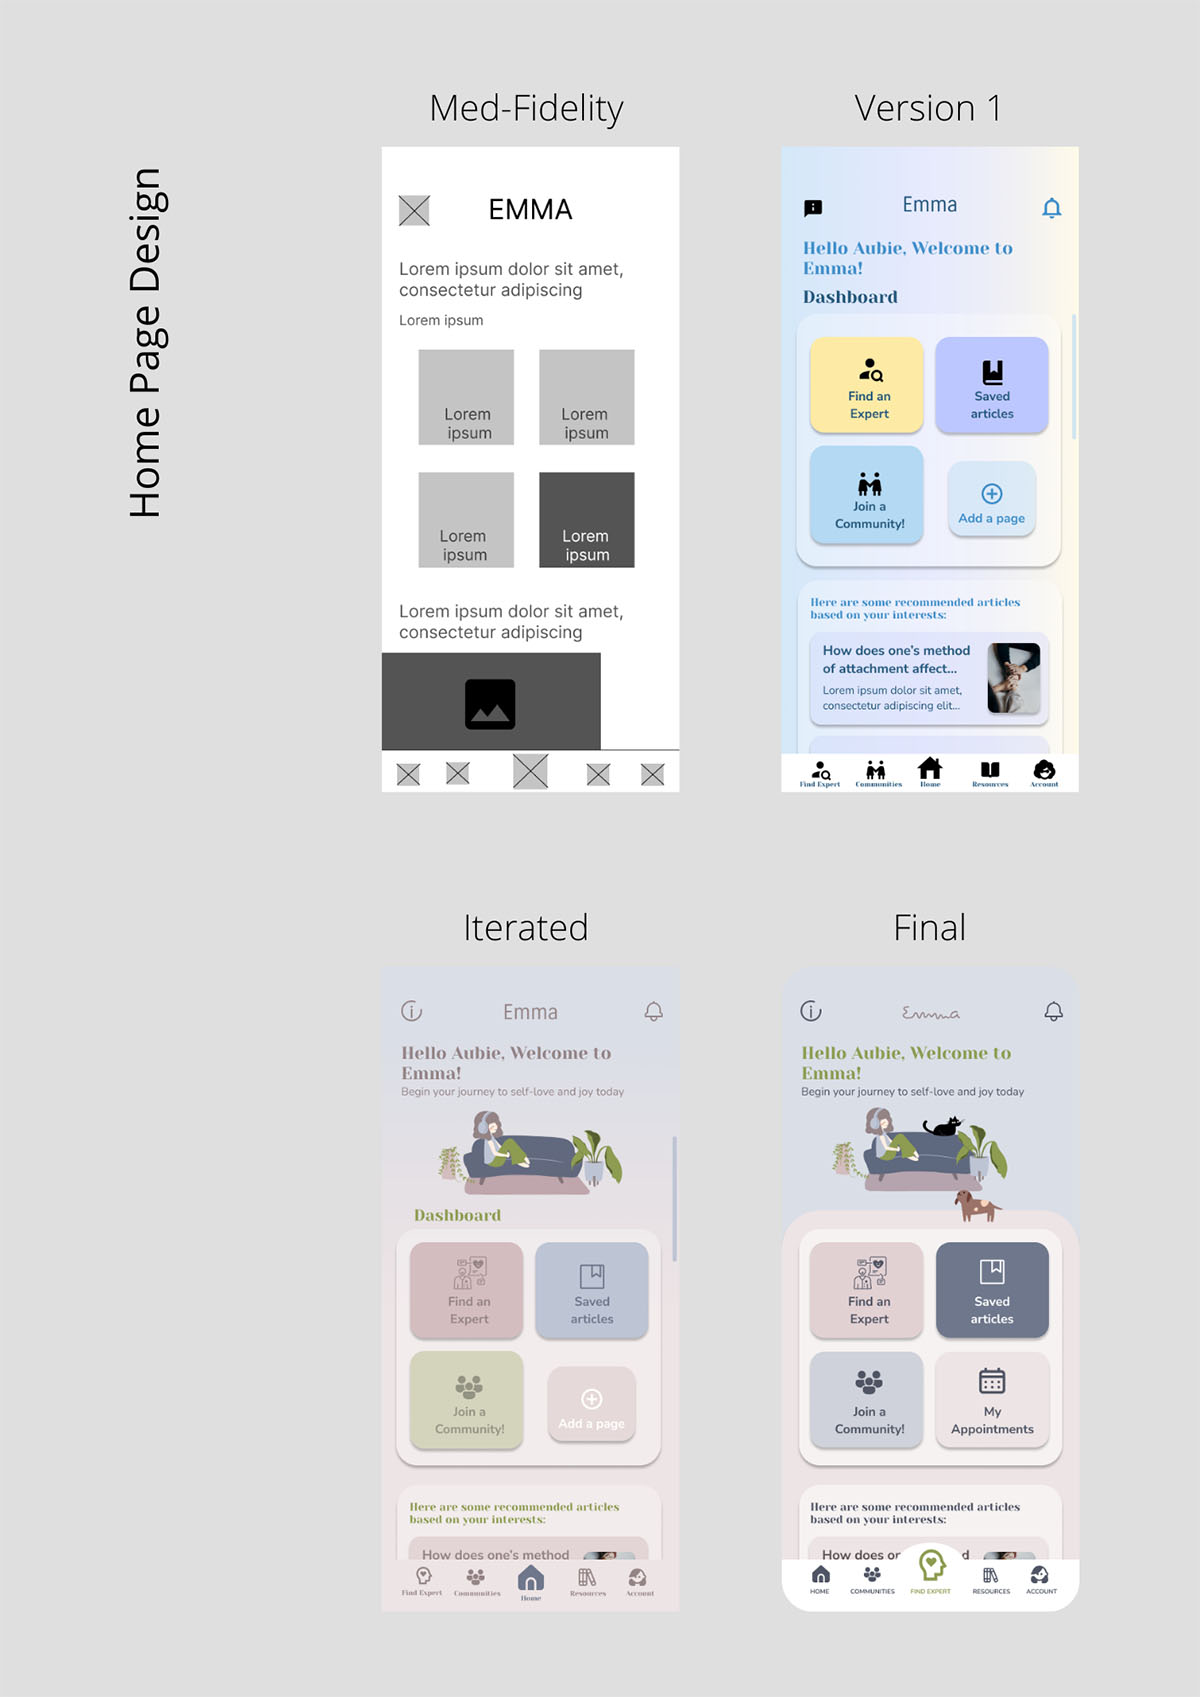 Home Page Design
Med-Fidelity
EMMA
Lorem ipsum dolor sit amet,
consectetur adipiscing
Lorem ipsum
Lorem
ipsum
Lorem
ipsum
Lorem
ipsum
Lorem
ipsum
Lorem ipsum dolor sit amet,
consectetur adipiscing
Version 1
Emma
Hello Aubie, Welcome to
Emma!
Dashboard
Find an
Expert
Saved
articles
Join a
Community!
Add a page
Here are some recommended articles
based on your interests:
How does one's method
of attachment affect...
Lorem ipsum dolor sit amet,
consectetur adipiscing elit...
Find Expert
Communities
Home
Resources
Account
Iterated
Emma
Hello Aubie, Welcome to
Emma!
Begin your journey to self-love and joy today
Dashboard
Find an
Expert
Saved
articles
Join a
Community!
Add a page
Here are some recommended articles
based on your interests:
How does one's method
Find Expert
Communities
Home
Resources
Account
Final
Emma
Hello Aubie, Welcome to
Emma!
Begin your journey to self-love and joy today
Find an
Expert
Saved
articles
Join a
Community!
My
Appointments
Here are some recommended articles
based on your interests:
How does or d
HOME
COMMUNITIES
FIND EXPERT
RESOURCES
ACCOUNT